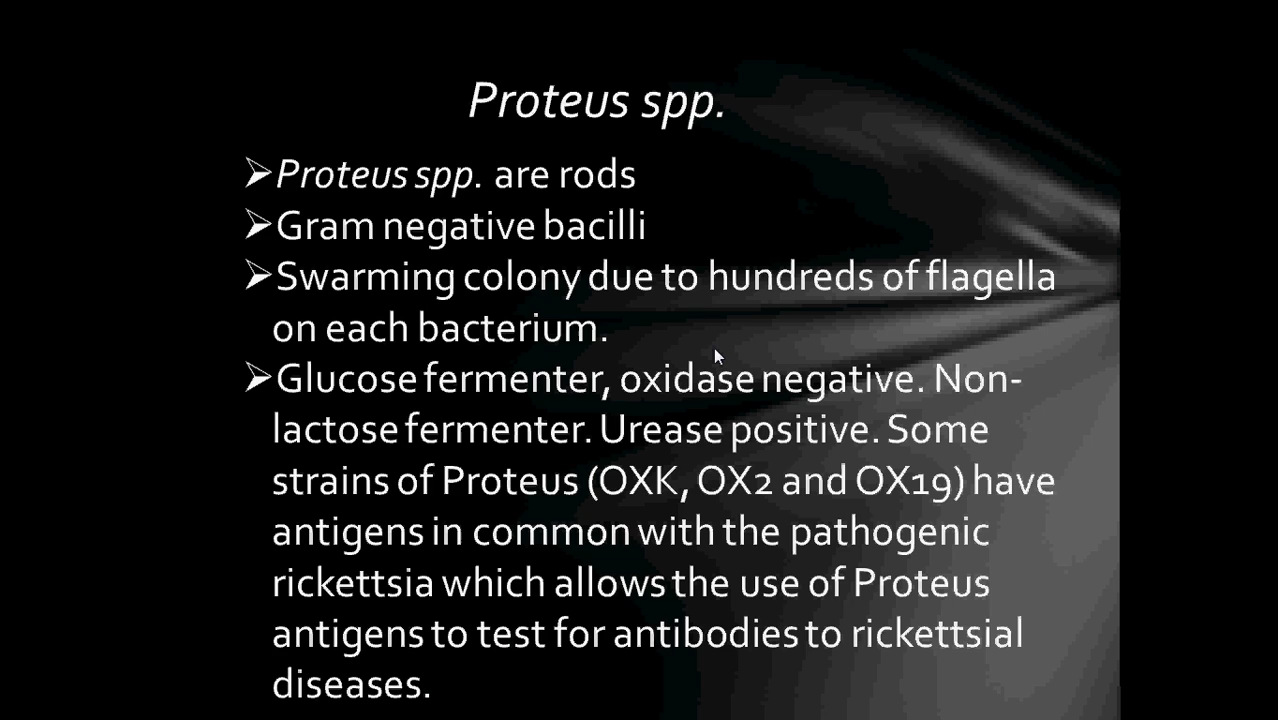 Proteus spp.
➢Proteus spp. are rods
➢Gram negative bacilli
➢Swarming colony due to hundreds of flagella
on each bacterium.
➢Glucose fermenter, oxidase negative. Non-
lactose fermenter. Urease positive. Some
strains of Proteus (OXK, OX2 and OX19) have
antigens in common with the pathogenic
rickettsia which allows the use of Proteus
antigens to test for antibodies to rickettsial
diseases.